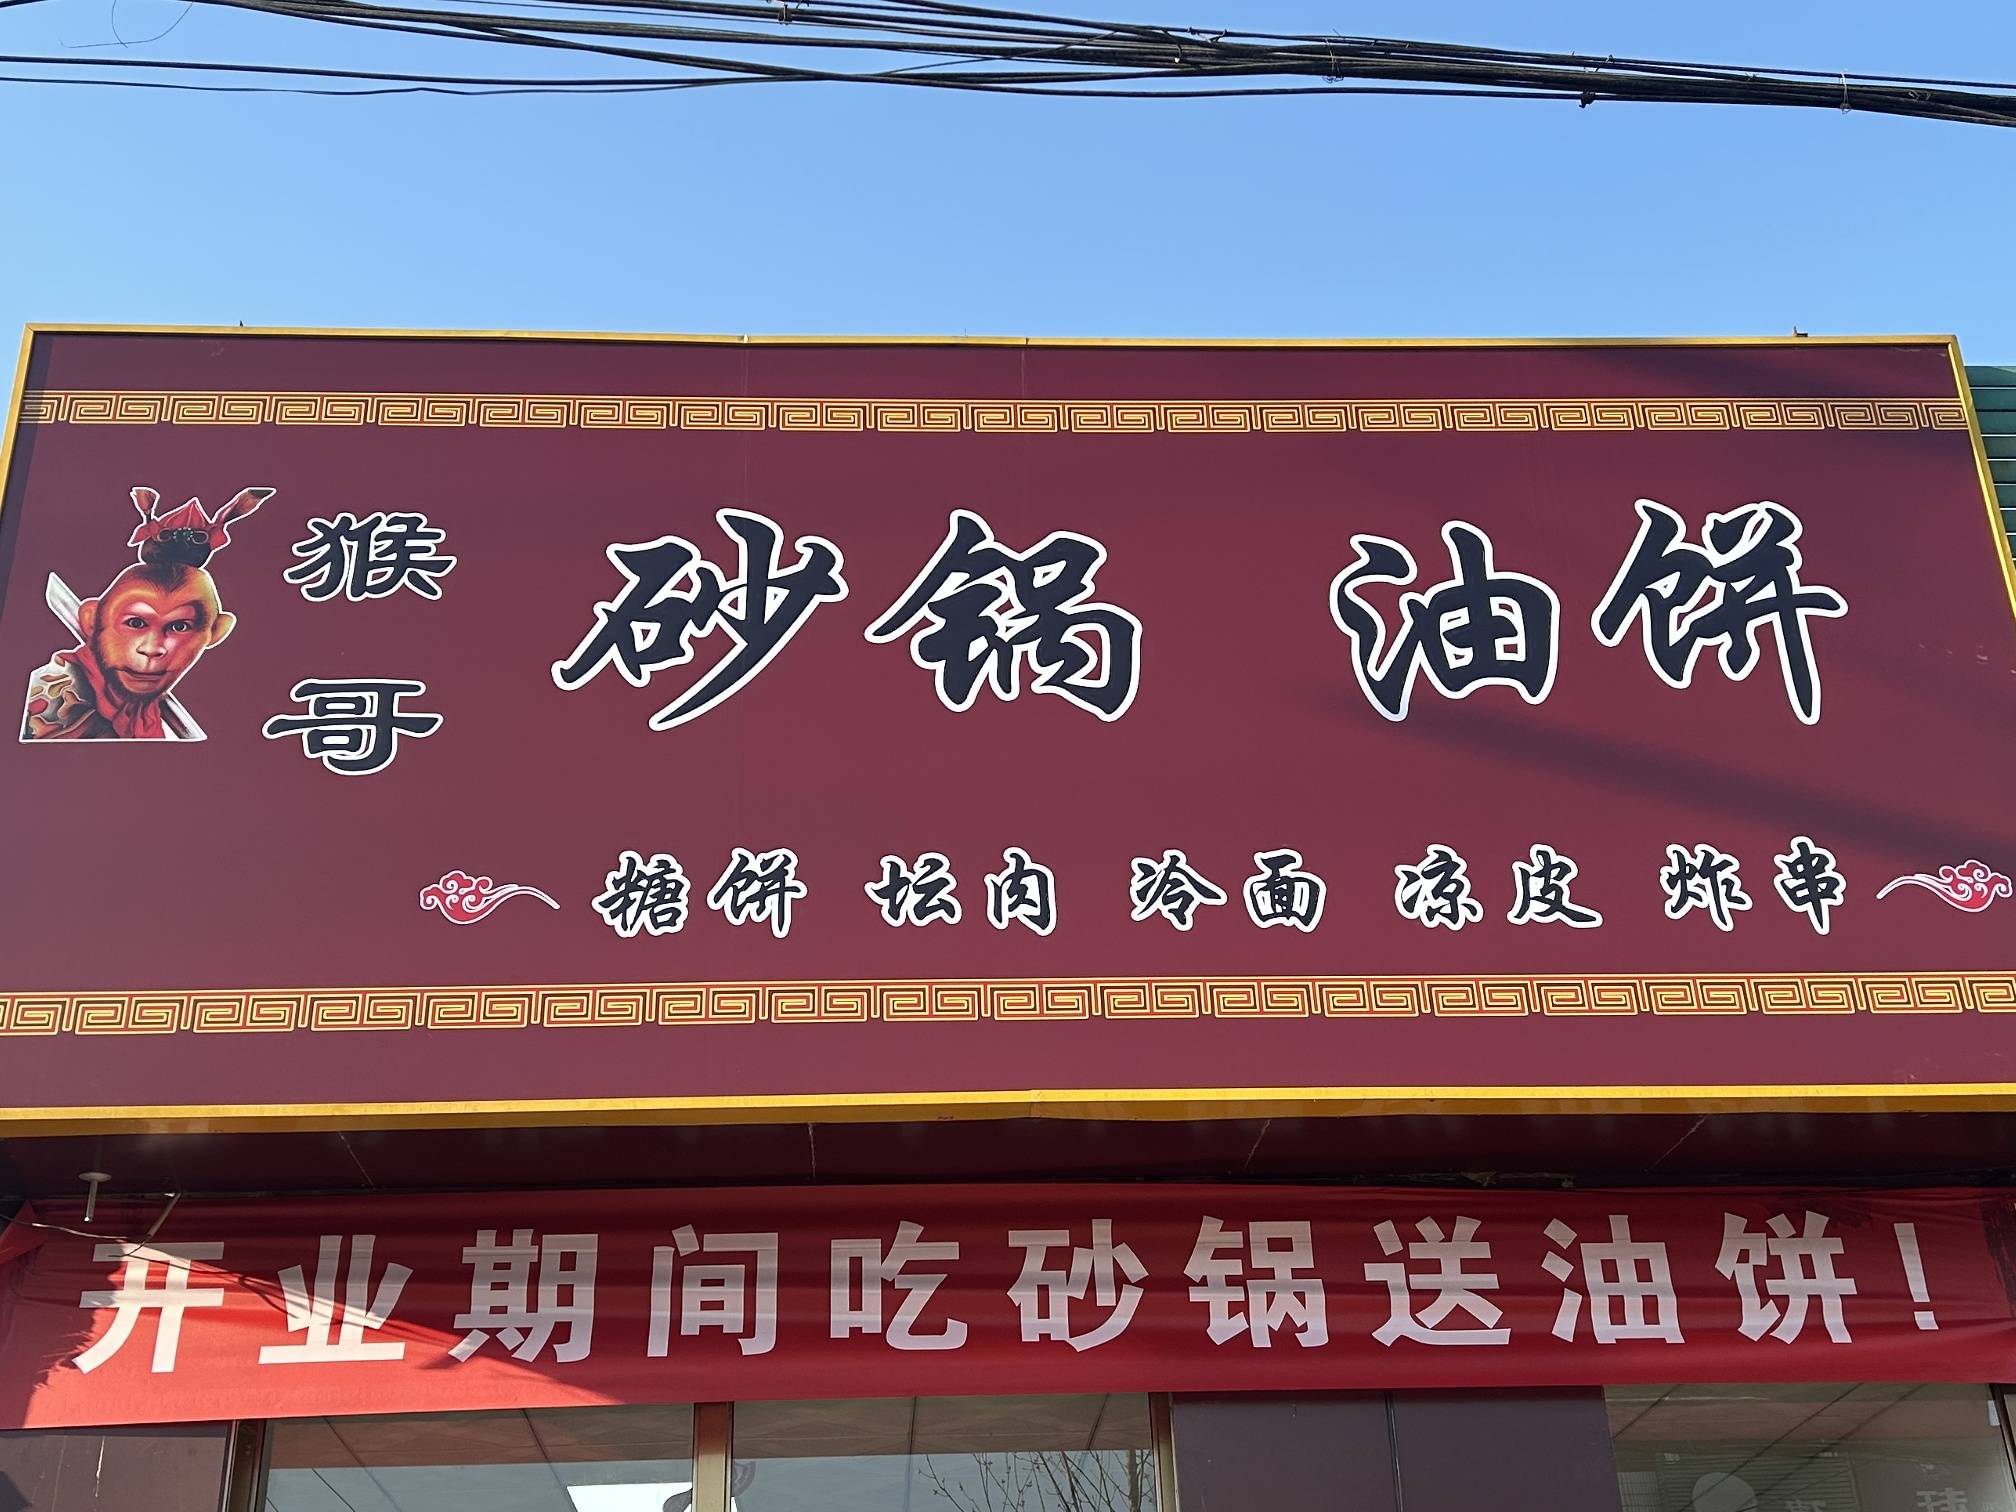 猴哥
砂锅 油饼
糖饼 坛肉 冷面 凉皮 炸串
开业期间吃砂锅送油饼!